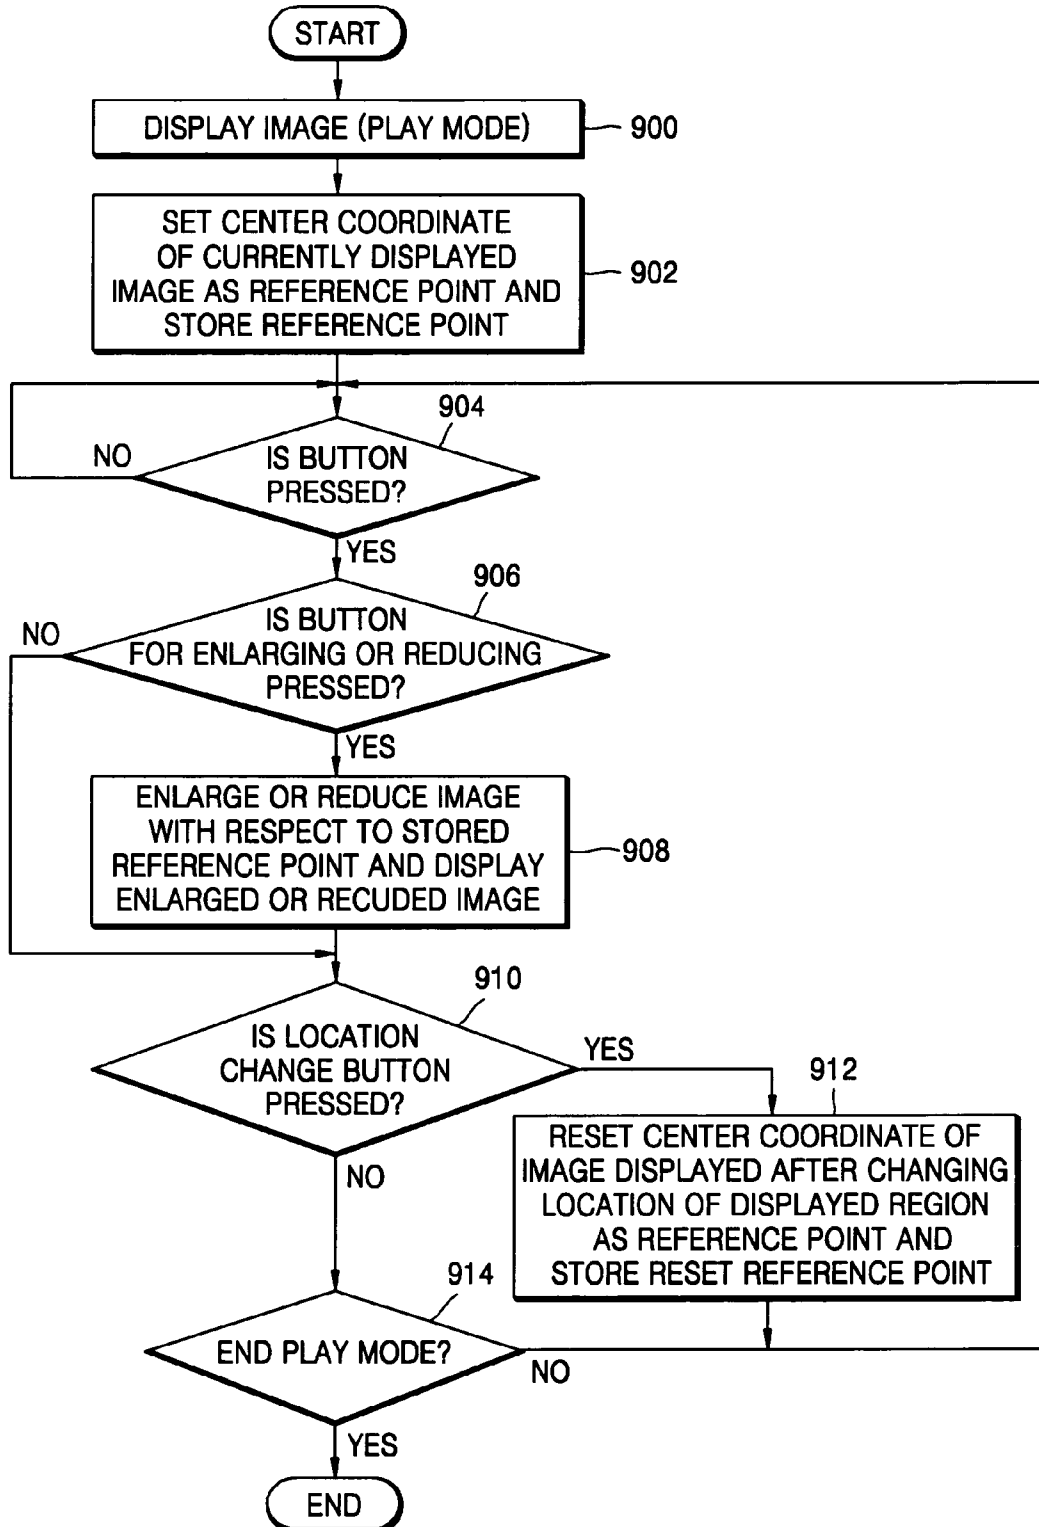 START
DISPLAY IMAGE (PLAY MODE)
900
SET CENTER COORDINATE
OF CURRENTLY DISPLAYED
IMAGE AS REFERENCE POINT AND
STORE REFERENCE POINT
902
904
NO
IS BUTTON
PRESSED?
YES
906
NO
IS BUTTON
FOR ENLARGING OR REDUCING
PRESSED?
YES
ENLARGE OR REDUCE IMAGE
WITH RESPECT TO STORED
REFERENCE POINT AND DISPLAY
ENLARGED OR RECUDED IMAGE
908
910
IS LOCATION
CHANGE BUTTON
PRESSED?
YES
912
NO
RESET CENTER COORDINATE OF
IMAGE DISPLAYED AFTER CHANGING
LOCATION OF DISPLAYED REGION
AS REFERENCE POINT AND
STORE RESET REFERENCE POINT
914
END PLAY MODE?
NO
YES
END